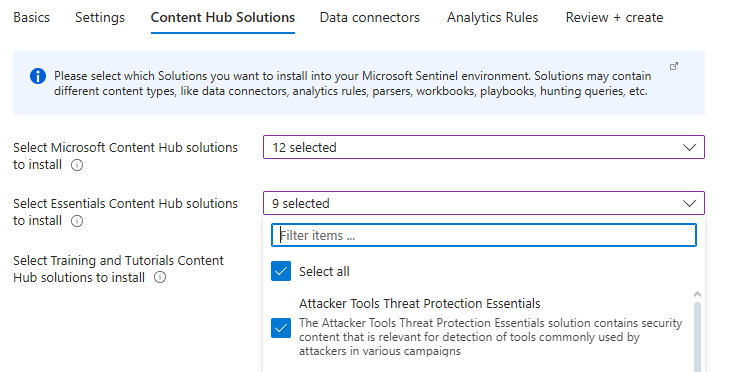 Basics Settings Content Hub Solutions Data connectors Analytics Rules Review + create
Please select which Solutions you want to install into your Microsoft Sentinel environment. Solutions may contain
different content types, like data connectors, analytics rules, parsers, workbooks, playbooks, hunting queries, etc.
Select Microsoft Content Hub solutions
to install
12 selected
Select Essentials Content Hub solutions
to install
9 selected
Filter items ...
Select all
Select Training and Tutorials Content
Hub solutions to install
Attacker Tools Threat Protection Essentials
The Attacker Tools Threat Protection Essentials solution contains security
content that is relevant for detection of tools commonly used by
attackers in various campaigns